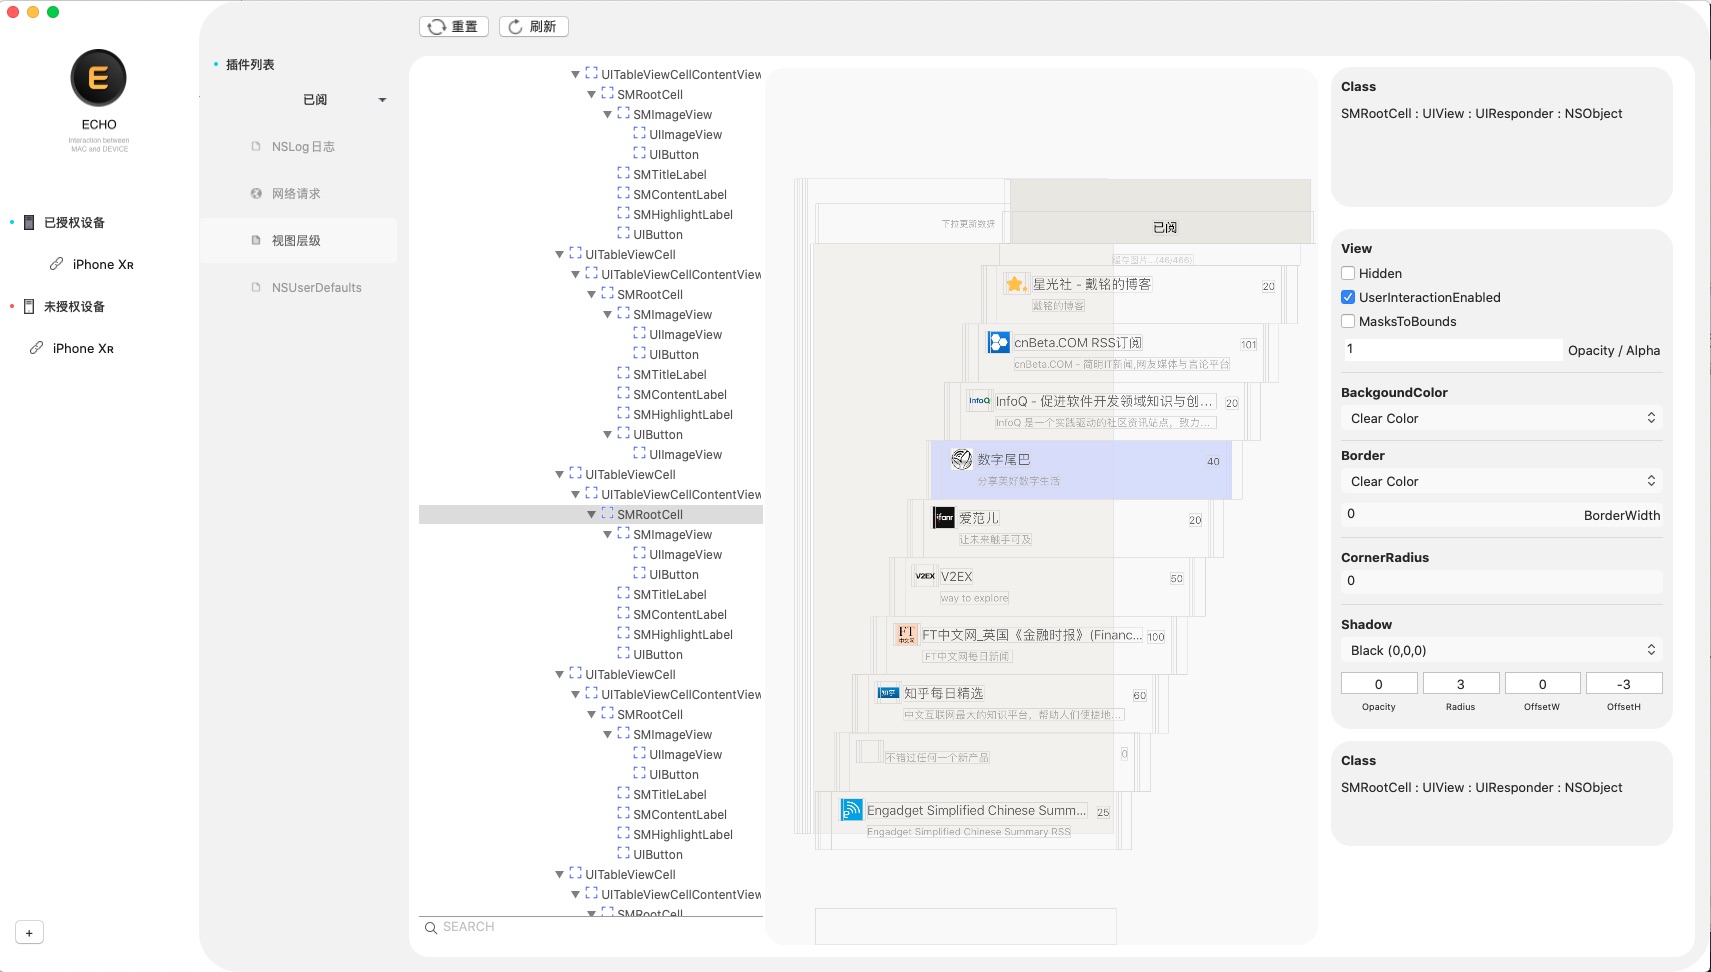 重置
刷新
E
ECHO
Interaction between
MAC and DEVICE
已授权设备
iPhone XR
未授权设备
iPhone XR
+
插件列表
已阅
NSLog日志
网络请求
视图层级
NSUserDefaults
UITableViewCellContentView
SMRootCell
SMImageView
UIImageView
UIButton
SMTitleLabel
SMContentLabel
SMHighlightLabel
UIButton
UITableViewCell
UITableViewCellContentView
SMRootCell
SMImageView
UIImageView
UIButton
SMTitleLabel
SMContentLabel
SMHighlightLabel
UIButton
UIImageView
UITableViewCell
UITableViewCellContentView
SMRootCell
SMImageView
UIImageView
UIButton
SMTitleLabel
SMContentLabel
SMHighlightLabel
UIButton
UITableViewCell
UITableViewCellContentView
SMRootCell
SMImageView
UIImageView
UIButton
SMTitleLabel
SMContentLabel
SMHighlightLabel
UIButton
UITableViewCell
UITableViewCellContentView
SMRootCell
SEARCH
下拉更新数据
已阅
缓存图片...(46/466)
星光社 - 戴铭的博客
20
戴铭的博客
cnBeta.COM RSS订阅
101
cnBeta.COM - 简明IT新闻,网友媒体与言论平台
InfoQ
InfoQ - 促进软件开发领域知识与创...
20
InfoQ 是一个实践驱动的社区资讯站点，致力...
数字尾巴
40
分享美好数字生活
ifanr
爱范儿
20
让未来触手可及
V2EX
V2EX
50
way to explore
FT
中文网
FT中文网_英国《金融时报》(Financ...
100
FT中文网每日新闻
知乎
知乎每日精选
60
中文互联网最大的知识平台，帮助人们便捷地...
0
不错过任何一个新产品
Engadget Simplified Chinese Summ...
25
Engadget Simplified Chinese Summary RSS
Class
SMRootCell : UIView : UIResponder : NSObject
View
Hidden
UserInteractionEnabled
MasksToBounds
1
Opacity / Alpha
BackgoundColor
Clear Color
Border
Clear Color
0
BorderWidth
CornerRadius
0
Shadow
Black (0,0,0)
0 3 0 -3
Opacity Radius OffsetW OffsetH
Class
SMRootCell : UIView : UIResponder : NSObject